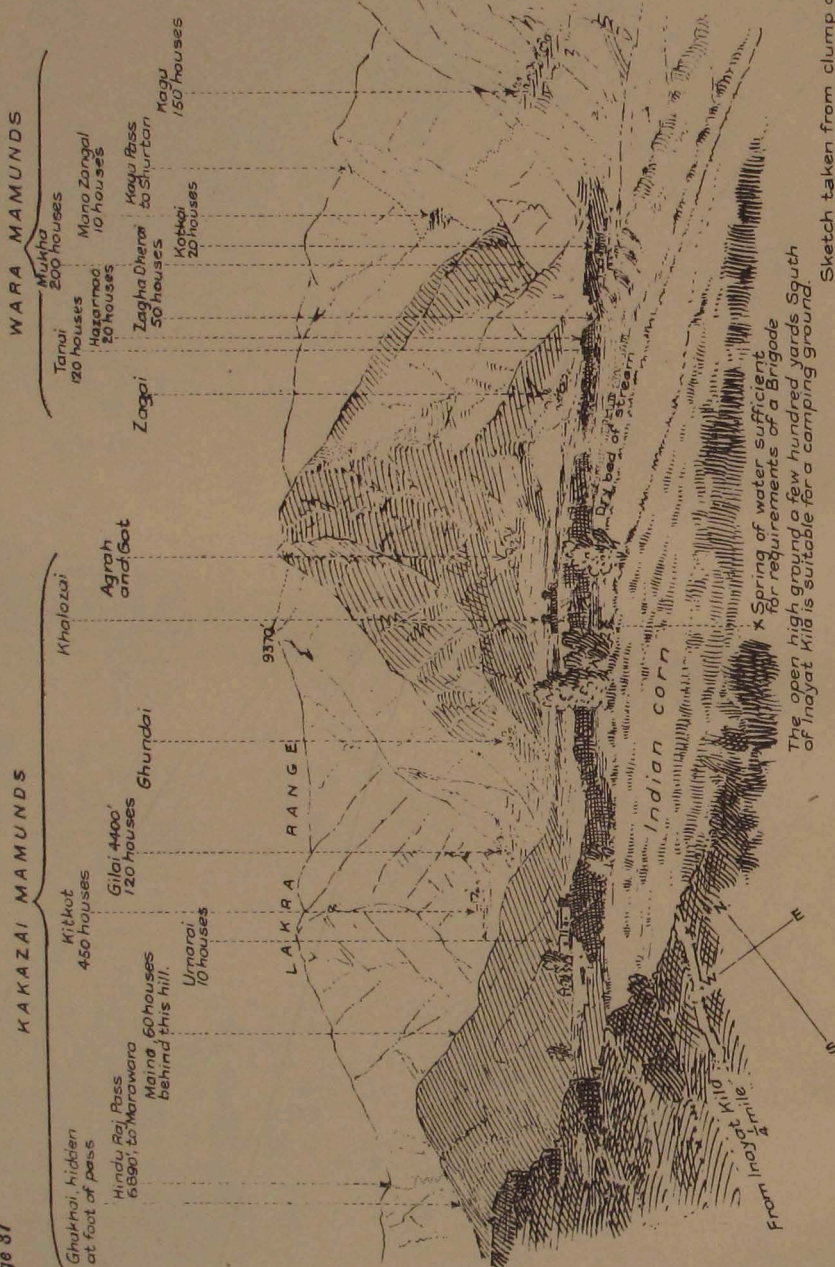 ge 37
KAKAZAI MAMUNDS
WARA MAMUNDS
Ghakhai, hidden
at foot of pass
Hindu Raj Pass
6890', to Marawara
Maina, 60 houses
behind this hill.
Kitkot
450 houses
Umarai
10 houses
Gilai 4400'
120 houses
Ghundai
Khalozai
Agrah
and Got
Zagai
Tanai
120 houses
Hazarnao
20 houses
Zagha Dherai
50 houses
Mukha
200 houses
Kotkai
20 houses
Mano Zangal
10 houses
Kagu Pass
to Shurtan
Kagu
150 houses
LAKRA RANGE
9370'
Dry bed of stream
Indian corn
x Spring of water sufficient
for requirements of a Brigade
The open high ground a few hundred yards South
of Inayat Kila is suitable for a camping ground.
Sketch taken from clump o
From Inayat Kila
¼ mile
N
E
S